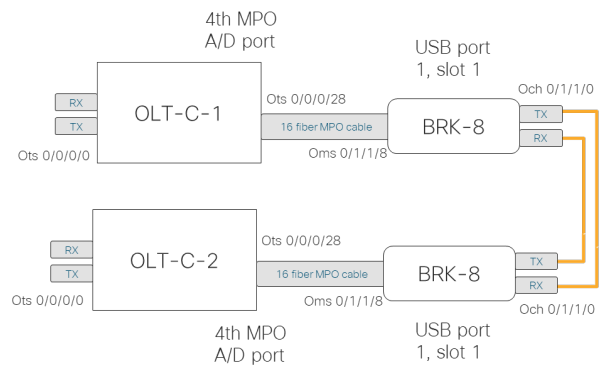 4th MPO
A/D port
USB port
1, slot 1
Och 0/1/1/0
RX
TX
OLT-C-1
Ots 0/0/0/28
16 fiber MPO cable
BRK-8
TX
RX
Ots 0/0/0/0
Oms 0/1/1/8
RX
TX
OLT-C-2
Ots 0/0/0/28
16 fiber MPO cable
BRK-8
TX
RX
Ots 0/0/0/0
Oms 0/1/1/8
Och 0/1/1/0
4th MPO
A/D port
USB port
1, slot 1